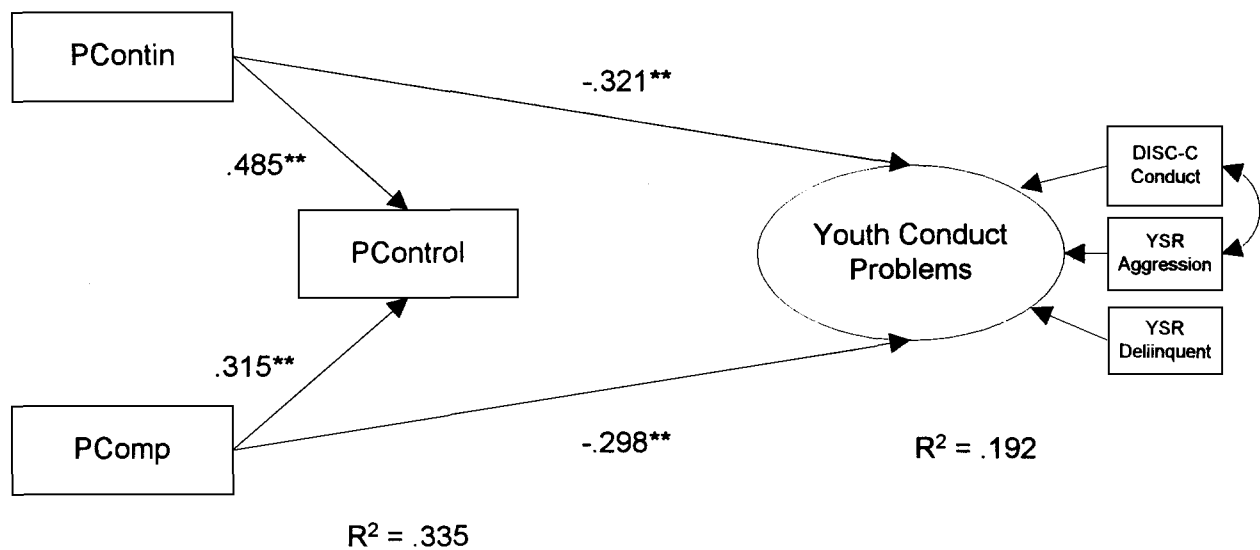 PContin
-.321**
DISC-C
Conduct
.485**
PControl
Youth Conduct
Problems
YSR
Aggression
YSR
Deliinquent
.315**
PComp
-.298**
R² = .192
R² = .335